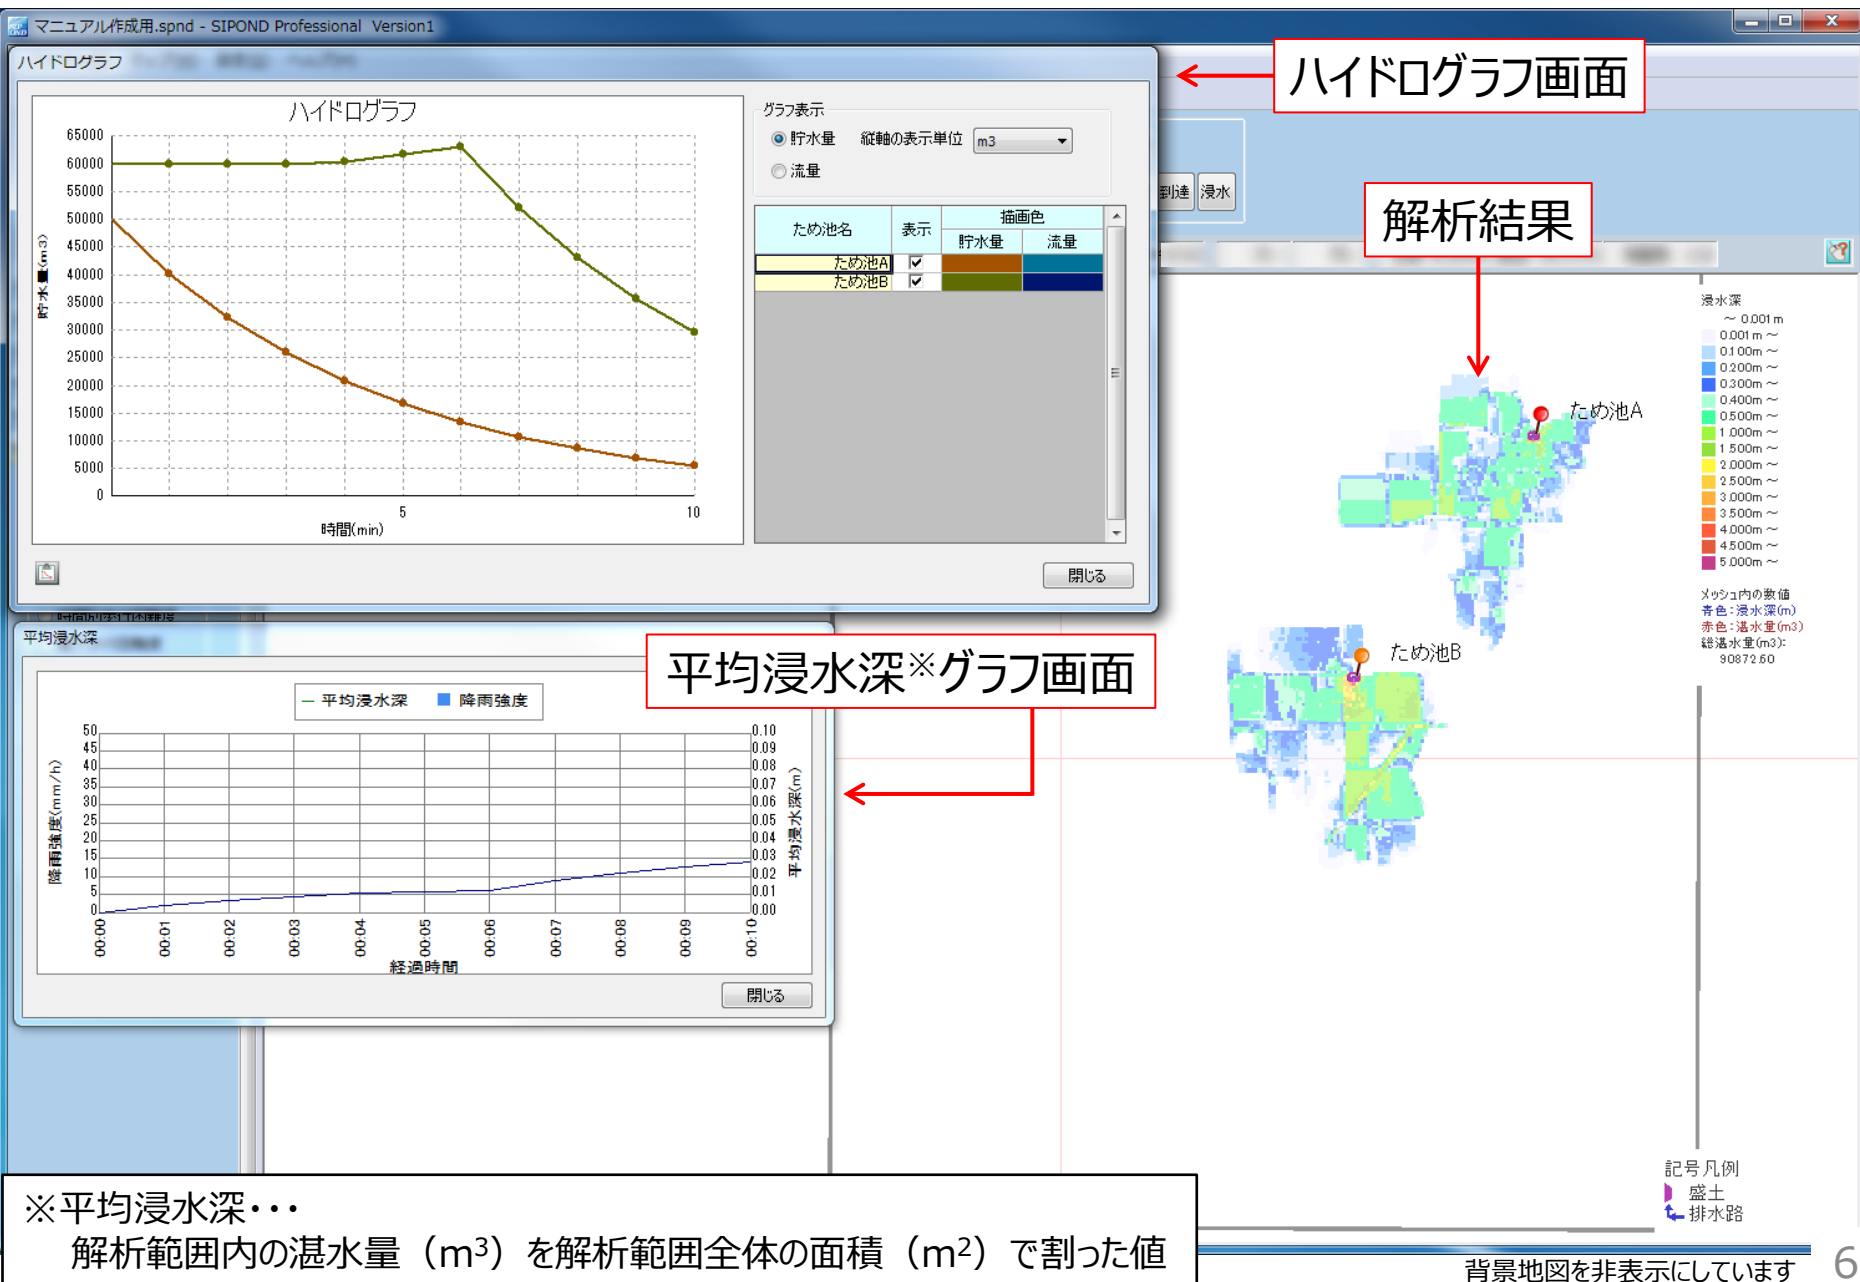 マニュアル作成用.spnd - SIPOND Professional Version1
ハイドログラフ
ハイドログラフ画面
ハイドログラフ
貯水量(m3)
65000
60000
55000
50000
45000
40000
35000
30000
25000
20000
15000
10000
5000
0
5
10
時間(min)
グラフ表示
貯水量 縦軸の表示単位 m3
流量
ため池名 表示 描画色
貯水量 流量
ため池A
ため池B
閉じる
到達 浸水
解析結果
浸水深
～ 0.001 m
0.001 m ～
0.100m ～
0.200m ～
0.300m ～
0.400m ～
0.500m ～
1.000m ～
1.500m ～
2.000m ～
2.500m ～
3.000m ～
3.500m ～
4.000m ～
4.500m ～
5.000m ～
メッシュ内の数値
青色：浸水深(m)
赤色：湛水量(m3)
総湛水量(m3):
90872.60
ため池A
ため池B
平均浸水深
平均浸水深※グラフ画面
平均浸水深 降雨強度
降雨強度(mm/h)
50
45
40
35
30
25
20
15
10
5
0
0.10
0.09
0.08
0.07
0.06
0.05
0.04
0.03
0.02
0.01
0.00
平均浸水深(m)
00:00 00:01 00:02 00:03 00:04 00:05 00:06 00:07 00:08 00:09 00:10
経過時間
閉じる
記号凡例
盛土
排水路
※平均浸水深･･･
解析範囲内の湛水量（m³）を解析範囲全体の面積（m²）で割った値
背景地図を非表示にしています
6